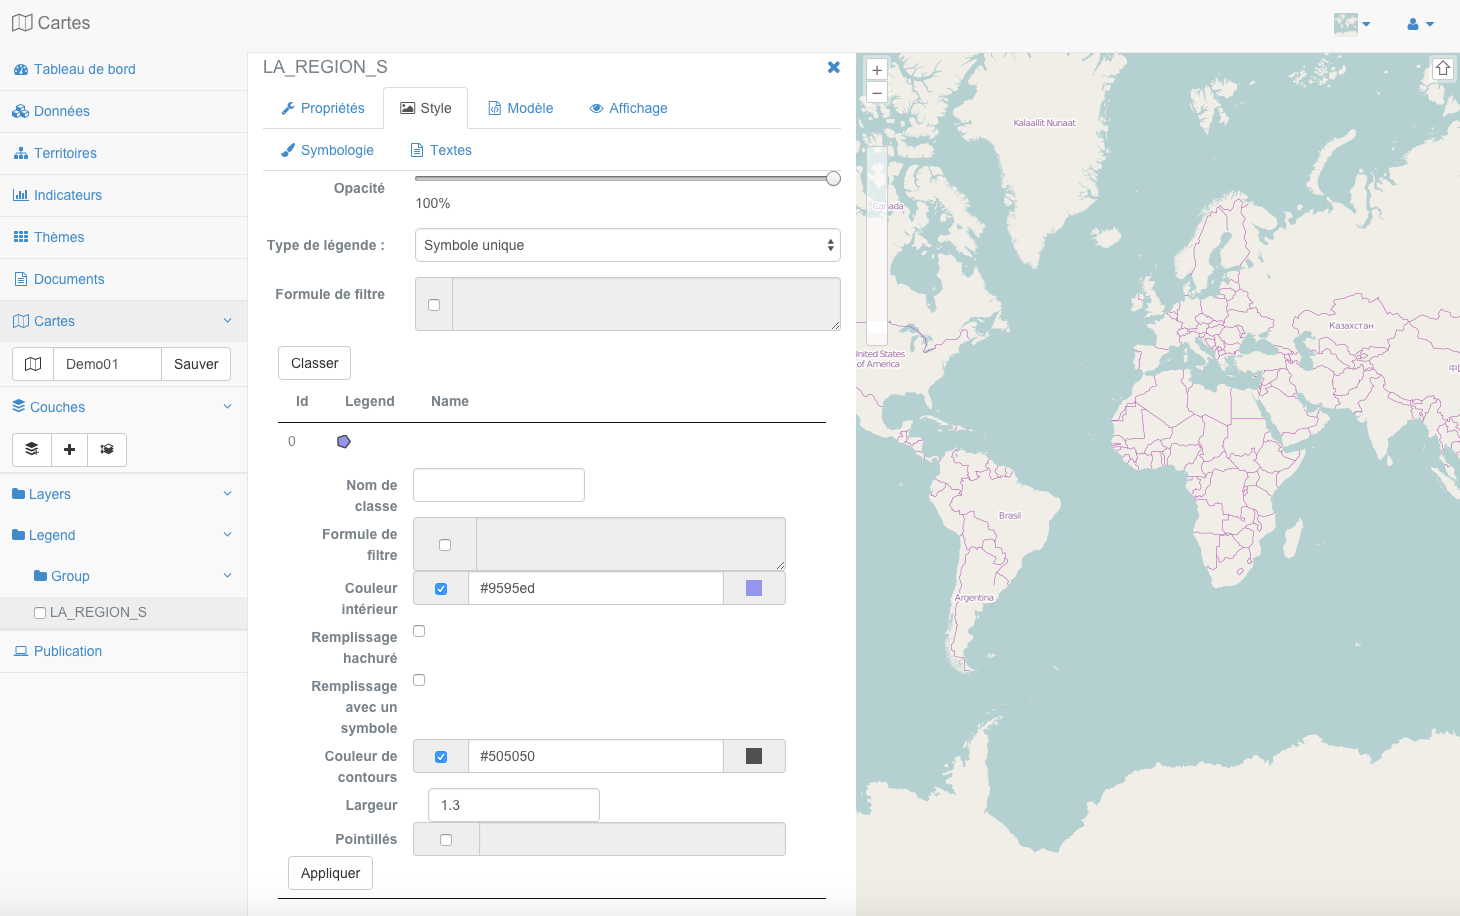 Cartes
Tableau de bord
Données
Territoires
Indicateurs
Thèmes
Documents
Cartes
Demo01
Sauver
Couches
Layers
Legend
Group
LA_REGION_S
Publication
LA_REGION_S
Propriétés
Style
Modèle
Affichage
Symbologie
Textes
Opacité
100%
Type de légende :
Symbole unique
Formule de filtre
Classer
Id Legend Name
0
Nom de
classe
Formule de
filtre
Couleur
intérieur
#9595ed
Remplissage
hachuré
Remplissage
avec un
symbole
Couleur de
contours
#505050
Largeur
1.3
Pointillés
Appliquer
+
−
Kalaallit Nunaat
Canada
United States
of America
Казахстан
Brasil
Argentina